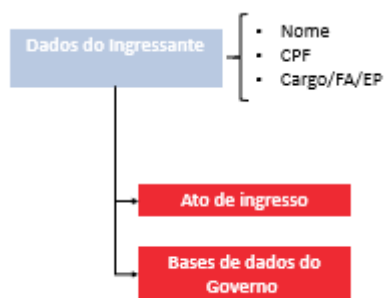 Dados do Ingressante
• Nome
• CPF
• Cargo/FA/EP
Ato de ingresso
Bases de dados do
Governo